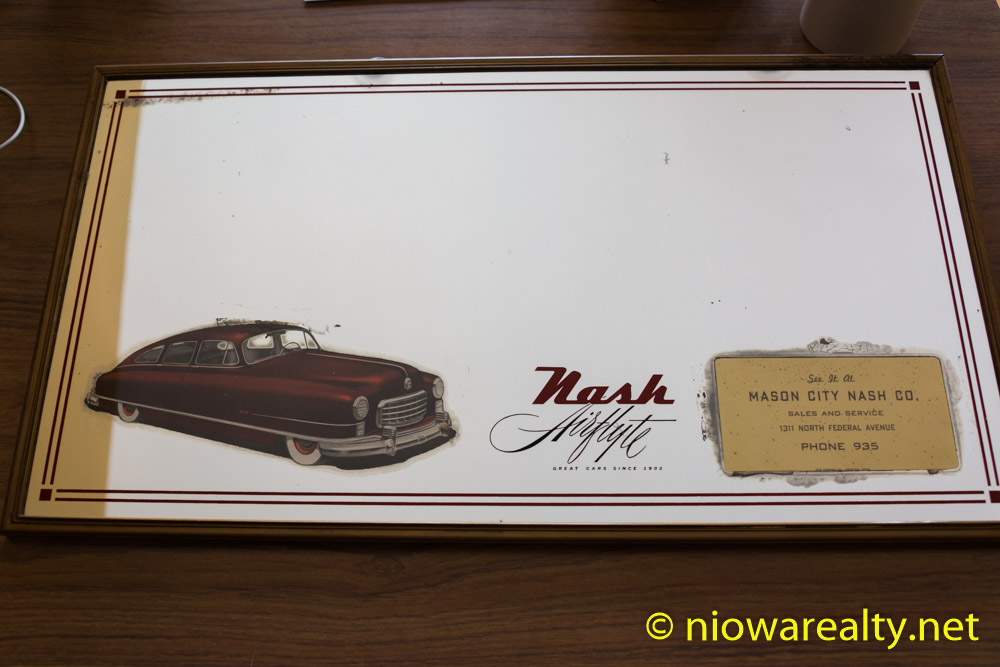 Nash
Airflyte
GREAT CARS SINCE 1902
See It At
MASON CITY NASH CO.
SALES AND SERVICE
1311 NORTH FEDERAL AVENUE
PHONE 935
© niowarealty.net